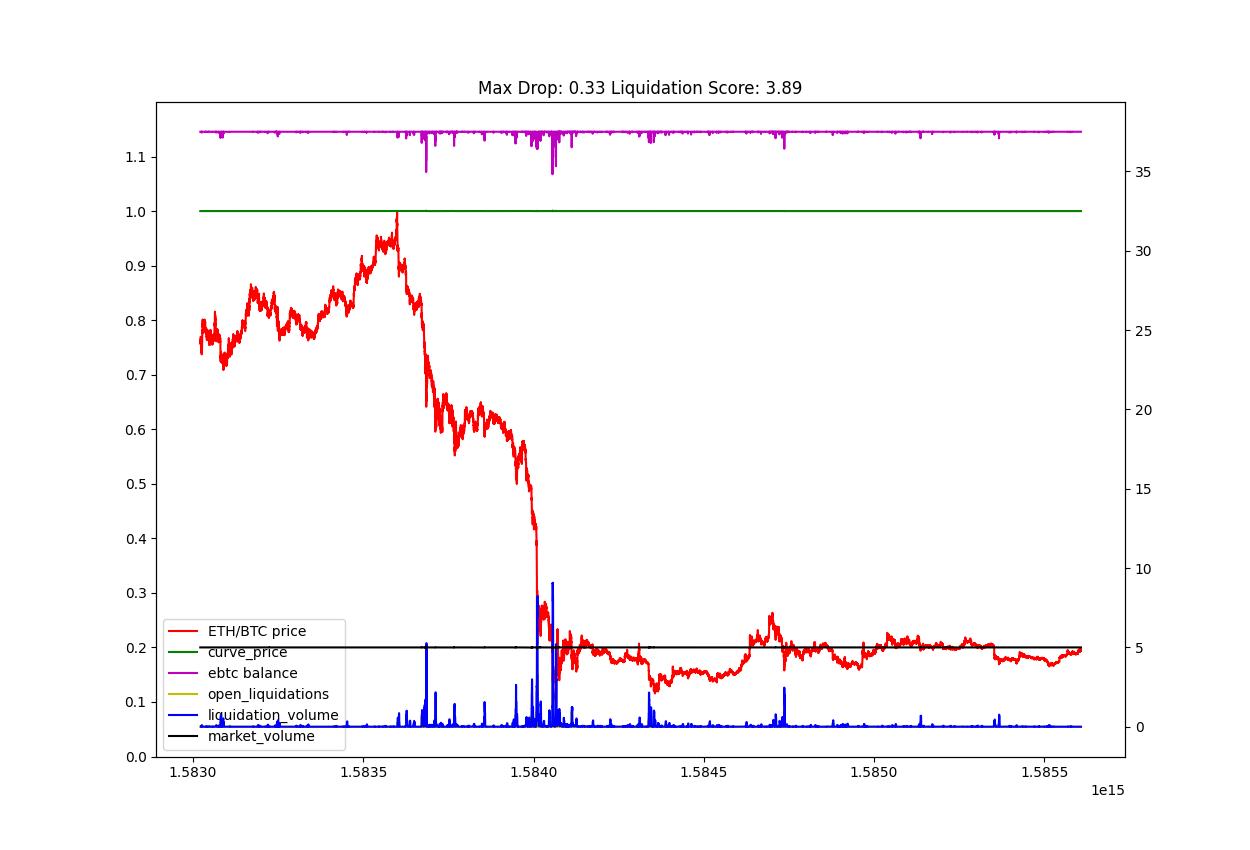 Max Drop: 0.33 Liquidation Score: 3.89
1.1
1.0
0.9
0.8
0.7
0.6
0.5
0.4
0.3
0.2
0.1
0.0
35
30
25
20
15
10
5
0
ETH/BTC price
curve_price
ebtc balance
open_liquidations
liquidation_volume
market_volume
1.5830 1.5835 1.5840 1.5845 1.5850 1.5855
1e15